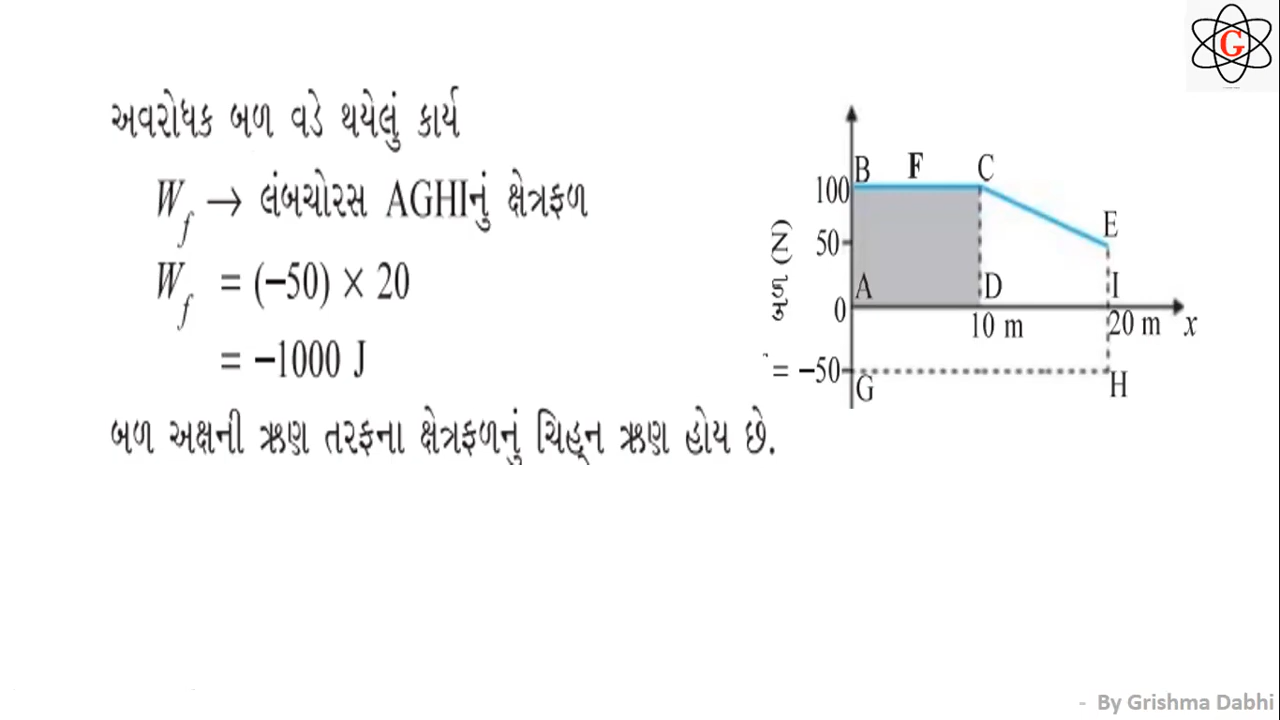 G
અવરોધક બળ વડે થયેલું કાર્ય
W_f → લંબચોરસ AGHIનું ક્ષેત્રફળ
W_f = (−50) × 20
= −1000 J
બળ અક્ષની ઋણ તરફના ક્ષેત્રફળનું ચિહ્ન ઋણ હોય છે.
B F C
100
E
50
બળ (N)
A D I
0
10 m 20 m x
= −50
G H
- By Grishma Dabhi